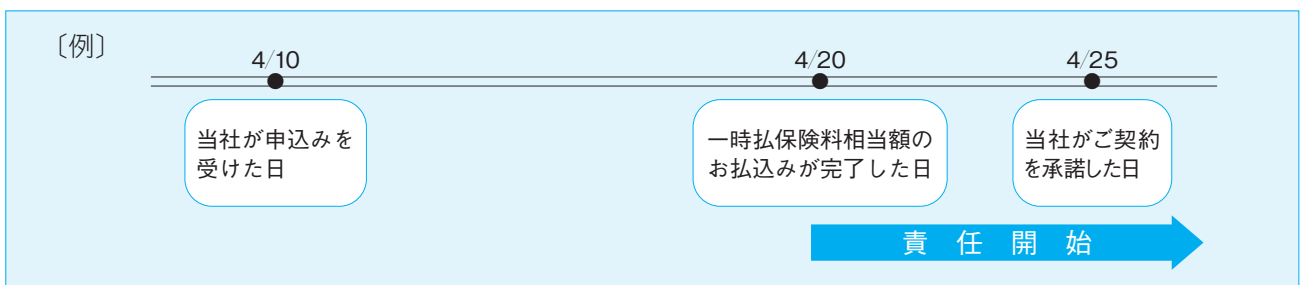 〔例〕
4/10
4/20
4/25
当社が申込みを
受けた日
一時払保険料相当額の
お払込みが完了した日
当社がご契約
を承諾した日
責任開始